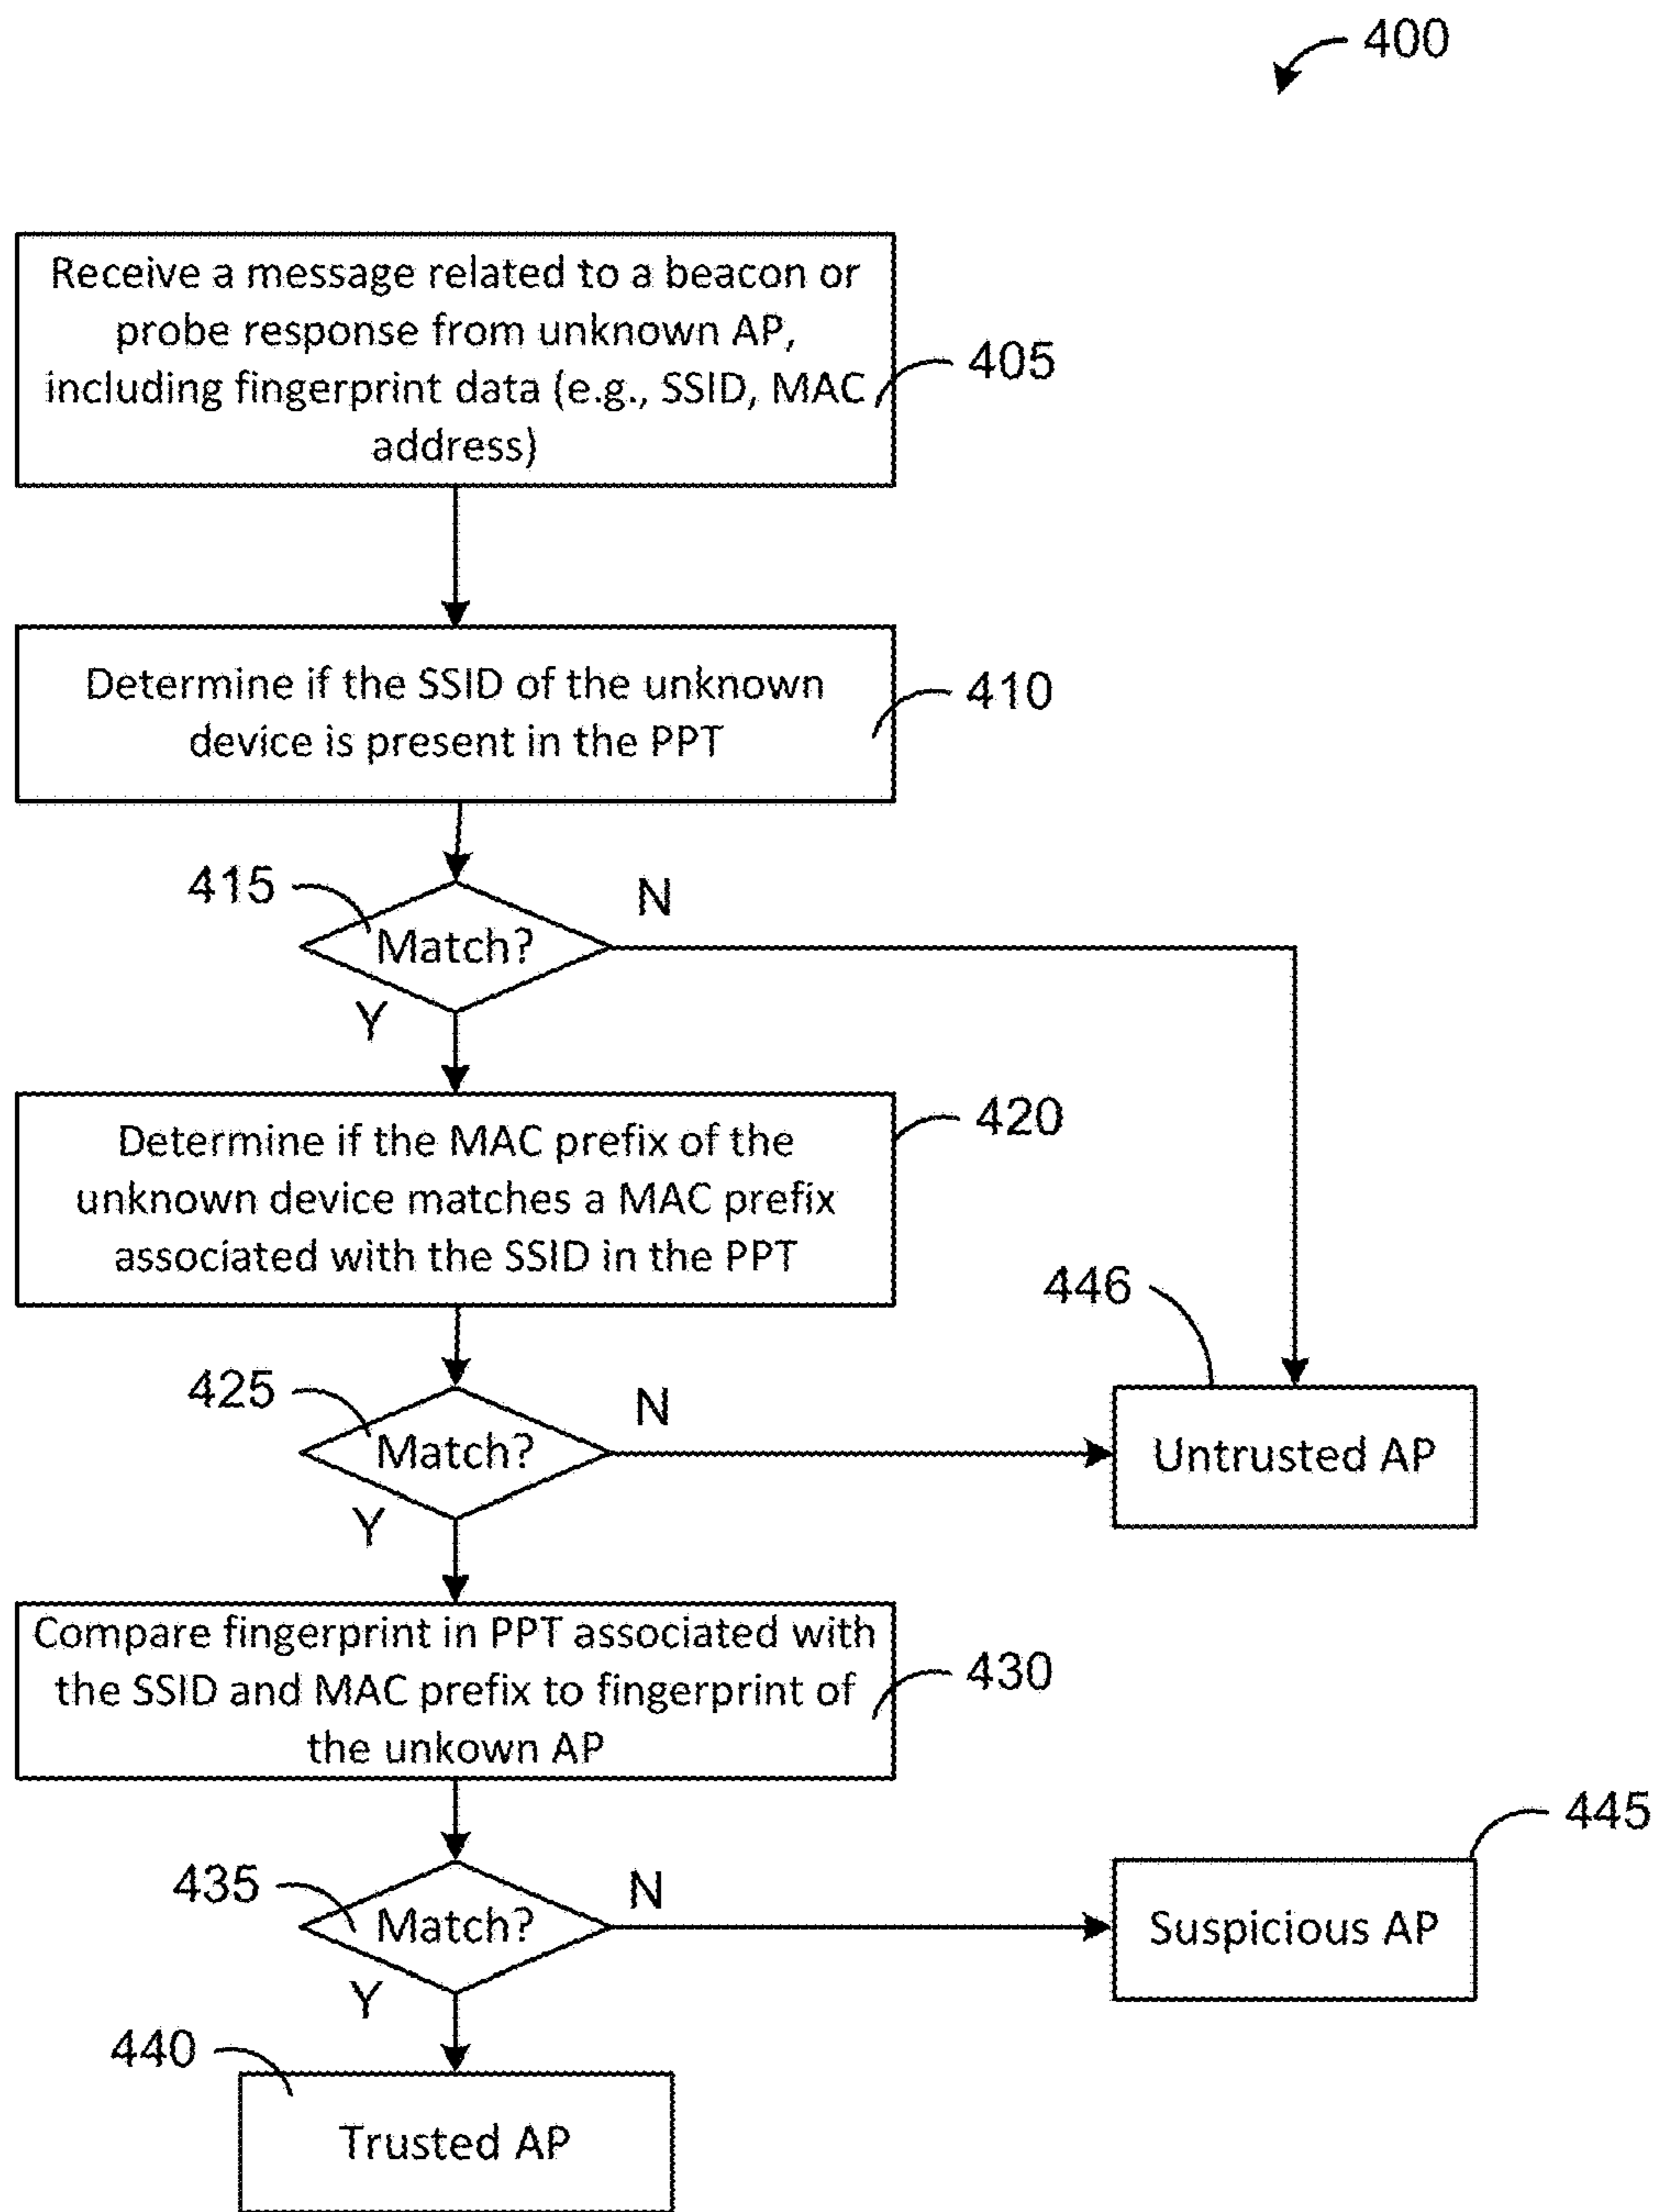 400
Receive a message related to a beacon or
probe response from unknown AP,
including fingerprint data (e.g., SSID, MAC
address)
405
Determine if the SSID of the unknown
device is present in the PPT
410
415
Match?
N
Y
Determine if the MAC prefix of the
unknown device matches a MAC prefix
associated with the SSID in the PPT
420
446
425
Match?
N
Untrusted AP
Y
Compare fingerprint in PPT associated with
the SSID and MAC prefix to fingerprint of
the unkown AP
430
445
435
Match?
N
Suspicious AP
Y
440
Trusted AP